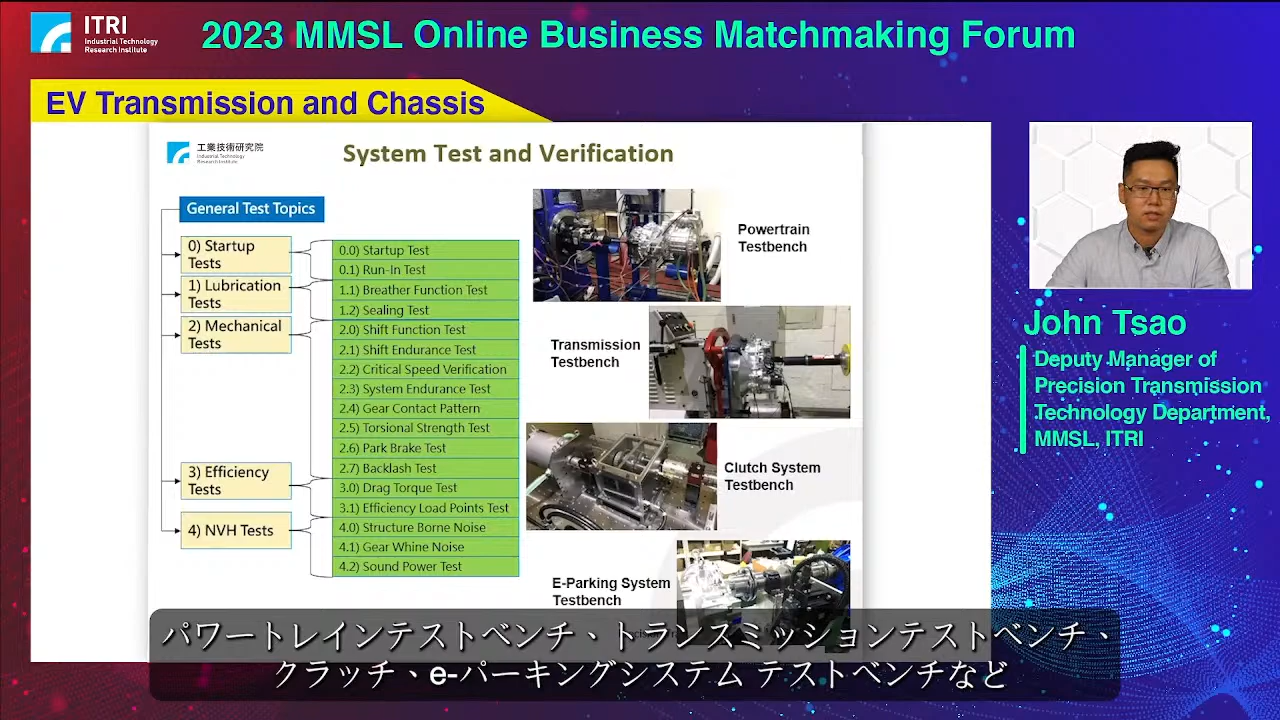 ITRI
Industrial Technology
Research Institute
2023 MMSL Online Business Matchmaking Forum
EV Transmission and Chassis
工業技術研究院
Industrial Technology
Research Institute
System Test and Verification
General Test Topics
0) Startup
Tests
1) Lubrication
Tests
2) Mechanical
Tests
3) Efficiency
Tests
4) NVH Tests
0.0) Startup Test
0.1) Run-In Test
1.1) Breather Function Test
1.2) Sealing Test
2.0) Shift Function Test
2.1) Shift Endurance Test
2.2) Critical Speed Verification
2.3) System Endurance Test
2.4) Gear Contact Pattern
2.5) Torsional Strength Test
2.6) Park Brake Test
2.7) Backlash Test
3.0) Drag Torque Test
3.1) Efficiency Load Points Test
4.0) Structure Borne Noise
4.1) Gear Whine Noise
4.2) Sound Power Test
Powertrain
Testbench
Transmission
Testbench
Clutch System
Testbench
E-Parking System
Testbench
John Tsao
Deputy Manager of
Precision Transmission
Technology Department,
MMSL, ITRI
パワートレインテストベンチ、トランスミッションテストベンチ、
クラッチ、e-パーキングシステム テストベンチなど